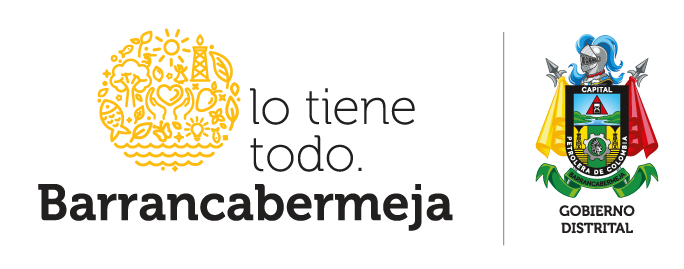 lo tiene
todo.
Barrancabermeja
CAPITAL
PETROLERA DE COLOMBIA
BARRANCABERMEJA
GOBIERNO
DISTRITAL